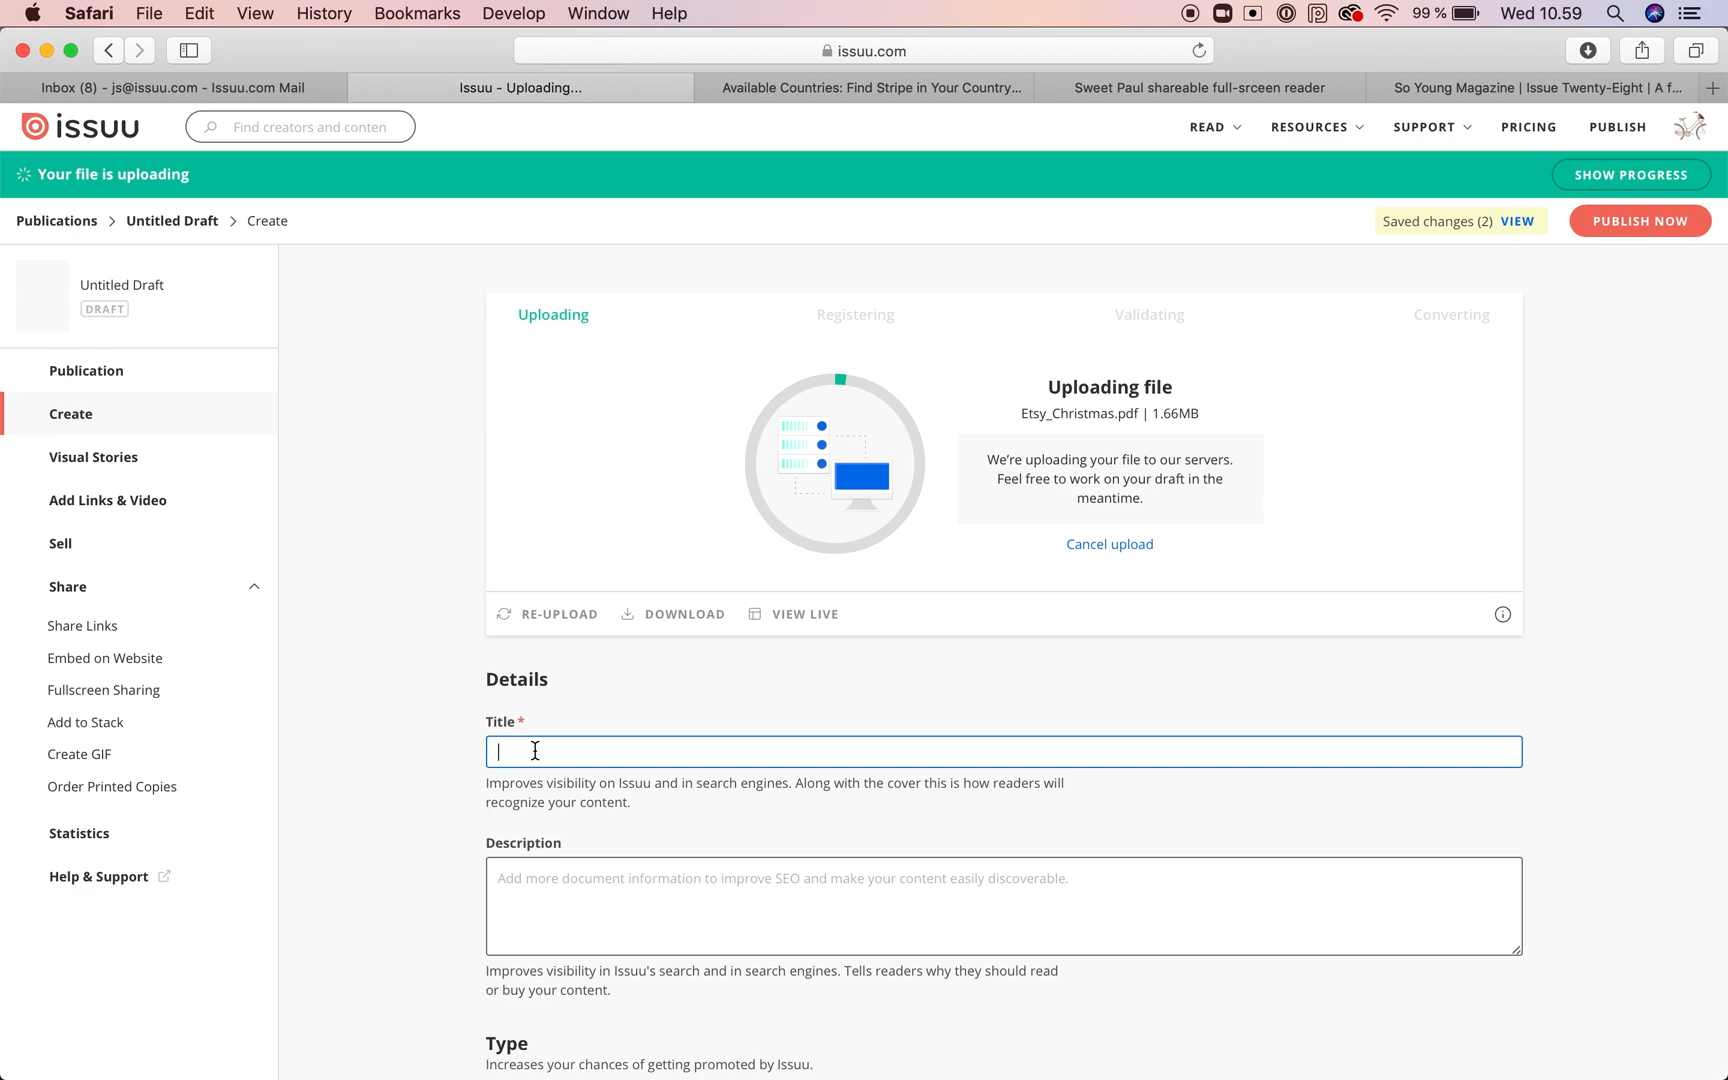 Safari File Edit View History Bookmarks Develop Window Help 99 % Wed 10.59
issuu.com
Inbox (8) - js@issuu.com - Issuu.com Mail
Issuu - Uploading...
Available Countries: Find Stripe in Your Country...
Sweet Paul shareable full-srceen reader
So Young Magazine | Issue Twenty-Eight | A f...
issuu
Find creators and conten
READ RESOURCES SUPPORT PRICING PUBLISH
Your file is uploading
SHOW PROGRESS
Publications > Untitled Draft > Create
Saved changes (2) VIEW
PUBLISH NOW
Untitled Draft
DRAFT
Publication
Create
Visual Stories
Add Links & Video
Sell
Share
Share Links
Embed on Website
Fullscreen Sharing
Add to Stack
Create GIF
Order Printed Copies
Statistics
Help & Support
Uploading Registering Validating Converting
Uploading file
Etsy_Christmas.pdf | 1.66MB
We’re uploading your file to our servers.
Feel free to work on your draft in the
meantime.
Cancel upload
RE-UPLOAD DOWNLOAD VIEW LIVE
Details
Title *
Improves visibility on Issuu and in search engines. Along with the cover this is how readers will
recognize your content.
Description
Add more document information to improve SEO and make your content easily discoverable.
Improves visibility in Issuu's search and in search engines. Tells readers why they should read
or buy your content.
Type
Increases your chances of getting promoted by Issuu.